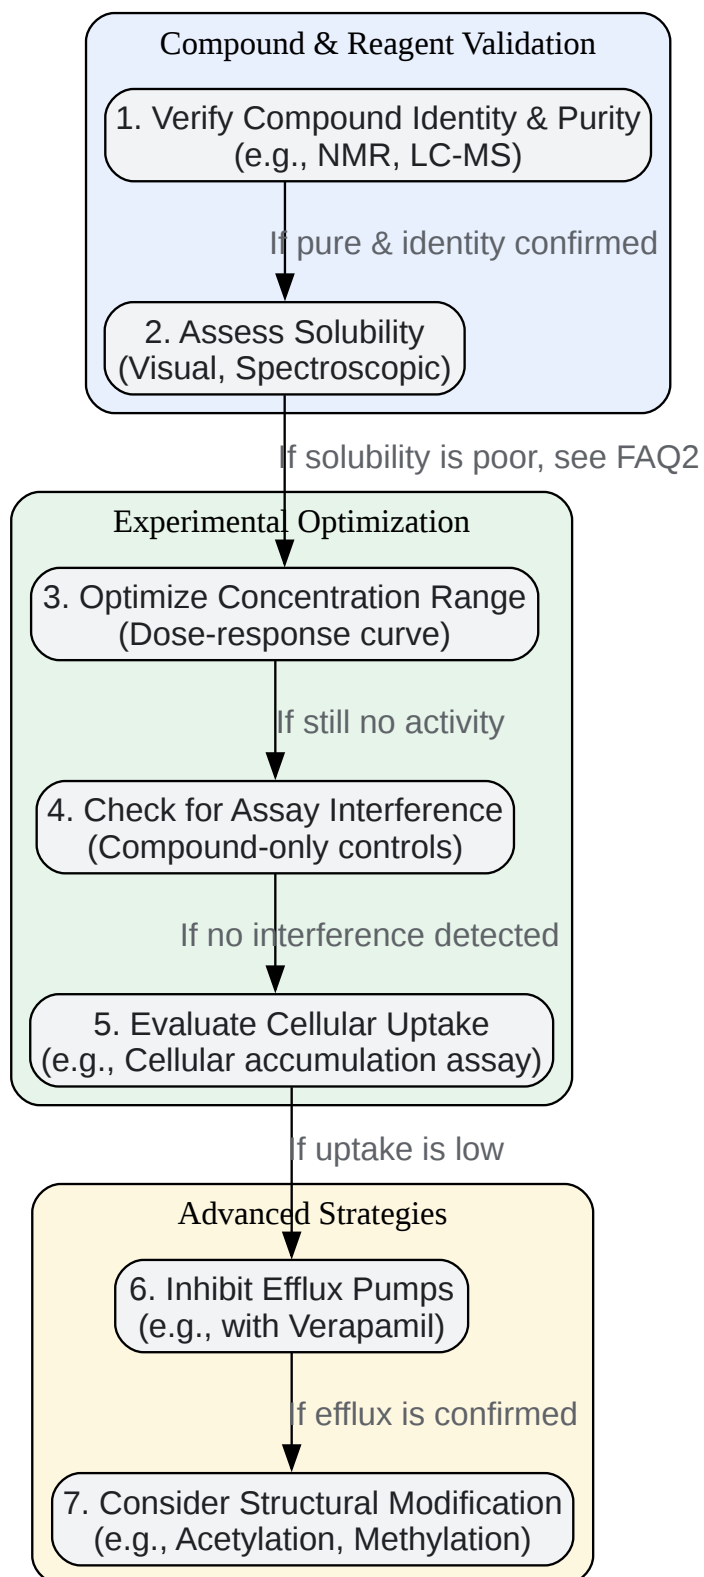 Compound & Reagent Validation
1. Verify Compound Identity & Purity
(e.g., NMR, LC-MS)
If pure & identity confirmed
2. Assess Solubility
(Visual, Spectroscopic)
If solubility is poor, see FAQ2
Experimental Optimization
3. Optimize Concentration Range
(Dose-response curve)
If still no activity
4. Check for Assay Interference
(Compound-only controls)
If no interference detected
5. Evaluate Cellular Uptake
(e.g., Cellular accumulation assay)
If uptake is low
Advanced Strategies
6. Inhibit Efflux Pumps
(e.g., with Verapamil)
If efflux is confirmed
7. Consider Structural Modification
(e.g., Acetylation, Methylation)